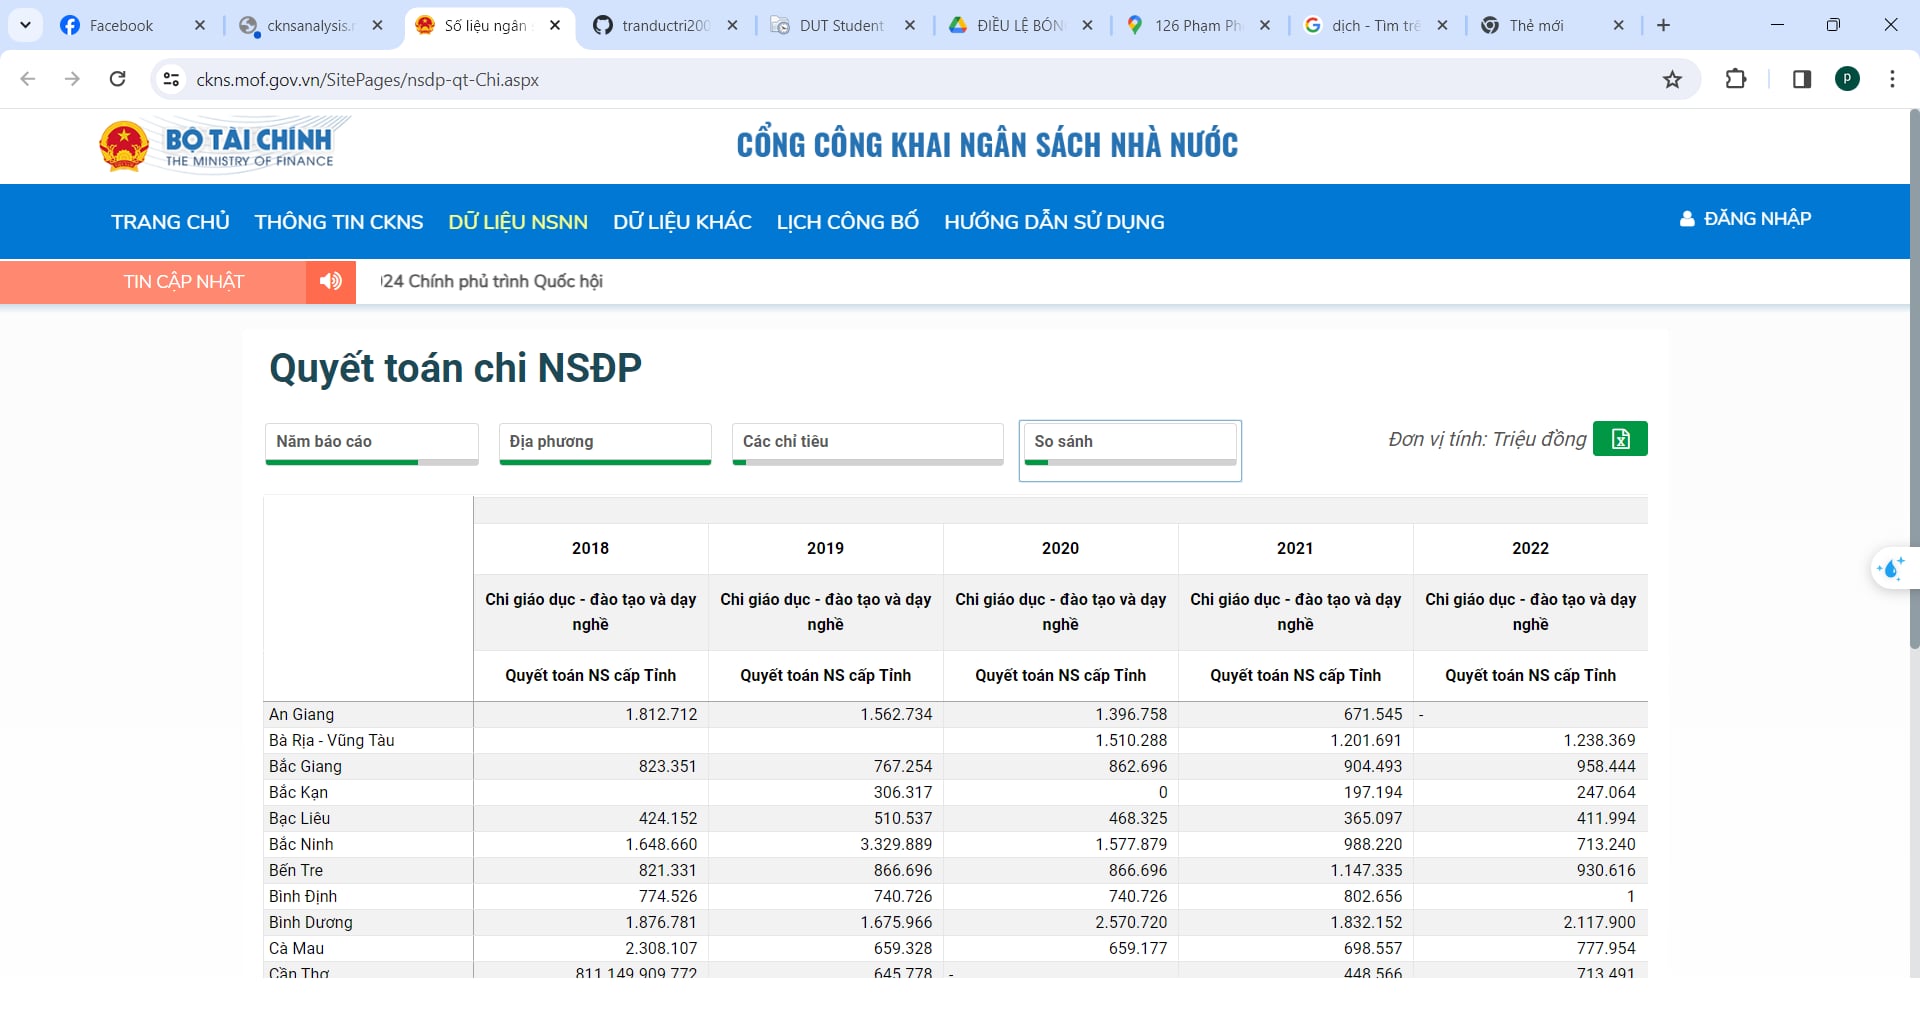 Facebook
cknsanalysis.r
Số liệu ngân s
tranductri200
DUT Student
ĐIỀU LỆ BÓN
126 Phạm Ph
dịch - Tìm trê
Thẻ mới
ckns.mof.gov.vn/SitePages/nsdp-qt-Chi.aspx
P
BỘ TÀI CHÍNH
THE MINISTRY OF FINANCE
CỔNG CÔNG KHAI NGÂN SÁCH NHÀ NƯỚC
TRANG CHỦ THÔNG TIN CKNS DỮ LIỆU NSNN DỮ LIỆU KHÁC LỊCH CÔNG BỐ HƯỚNG DẪN SỬ DỤNG ĐĂNG NHẬP
TIN CẬP NHẬT 24 Chính phủ trình Quốc hội
Quyết toán chi NSĐP
Năm báo cáo Địa phương Các chỉ tiêu So sánh Đơn vị tính: Triệu đồng
2018 2019 2020 2021 2022
Chi giáo dục - đào tạo và dạy nghề Chi giáo dục - đào tạo và dạy nghề Chi giáo dục - đào tạo và dạy nghề Chi giáo dục - đào tạo và dạy nghề Chi giáo dục - đào tạo và dạy nghề
Quyết toán NS cấp Tỉnh Quyết toán NS cấp Tỉnh Quyết toán NS cấp Tỉnh Quyết toán NS cấp Tỉnh Quyết toán NS cấp Tỉnh
An Giang 1.812.712 1.562.734 1.396.758 671.545 -
Bà Rịa - Vũng Tàu 1.510.288 1.201.691 1.238.369
Bắc Giang 823.351 767.254 862.696 904.493 958.444
Bắc Kạn 306.317 0 197.194 247.064
Bạc Liêu 424.152 510.537 468.325 365.097 411.994
Bắc Ninh 1.648.660 3.329.889 1.577.879 988.220 713.240
Bến Tre 821.331 866.696 866.696 1.147.335 930.616
Bình Định 774.526 740.726 740.726 802.656 1
Bình Dương 1.876.781 1.675.966 2.570.720 1.832.152 2.117.900
Cà Mau 2.308.107 659.328 659.177 698.557 777.954
Cần Thơ 811.149.909.772 645.778 - 448.566 713.491